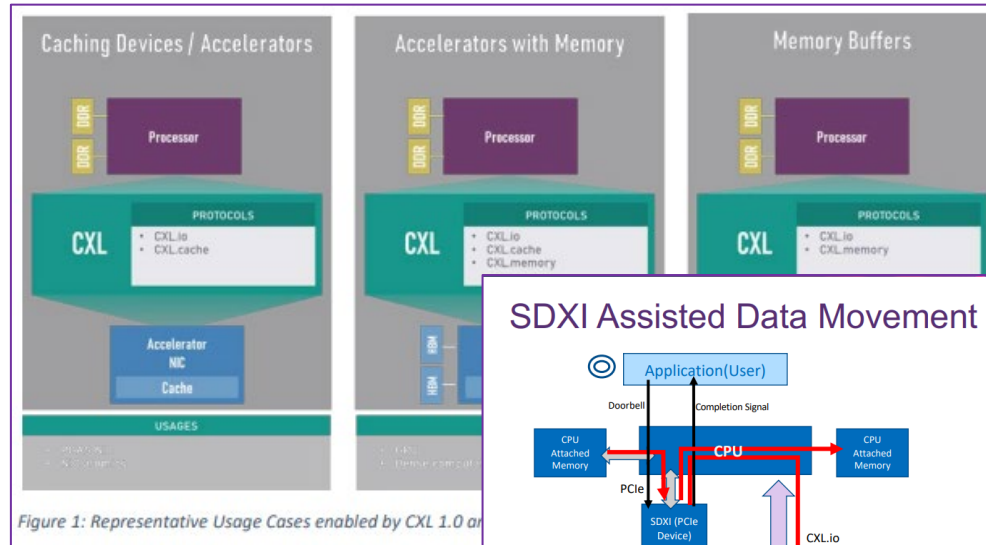 Caching Devices / Accelerators
DDR
DDR
Processor
CXL
PROTOCOLS
• CXL.io
• CXL.cache
Accelerator
NIC
Cache
USAGES
Accelerators with Memory
DDR
DDR
Processor
CXL
PROTOCOLS
• CXL.io
• CXL.cache
• CXL.memory
HBM
HBM
Memory Buffers
DDR
DDR
Processor
CXL
PROTOCOLS
• CXL.io
• CXL.memory
Figure 1: Representative Usage Cases enabled by CXL 1.0
SDXI Assisted Data Movement
Application(User)
Doorbell
Completion Signal
CPU
Attached
Memory
CPU
CPU
Attached
Memory
PCIe
SDXI (PCIe
Device)
CXL.io